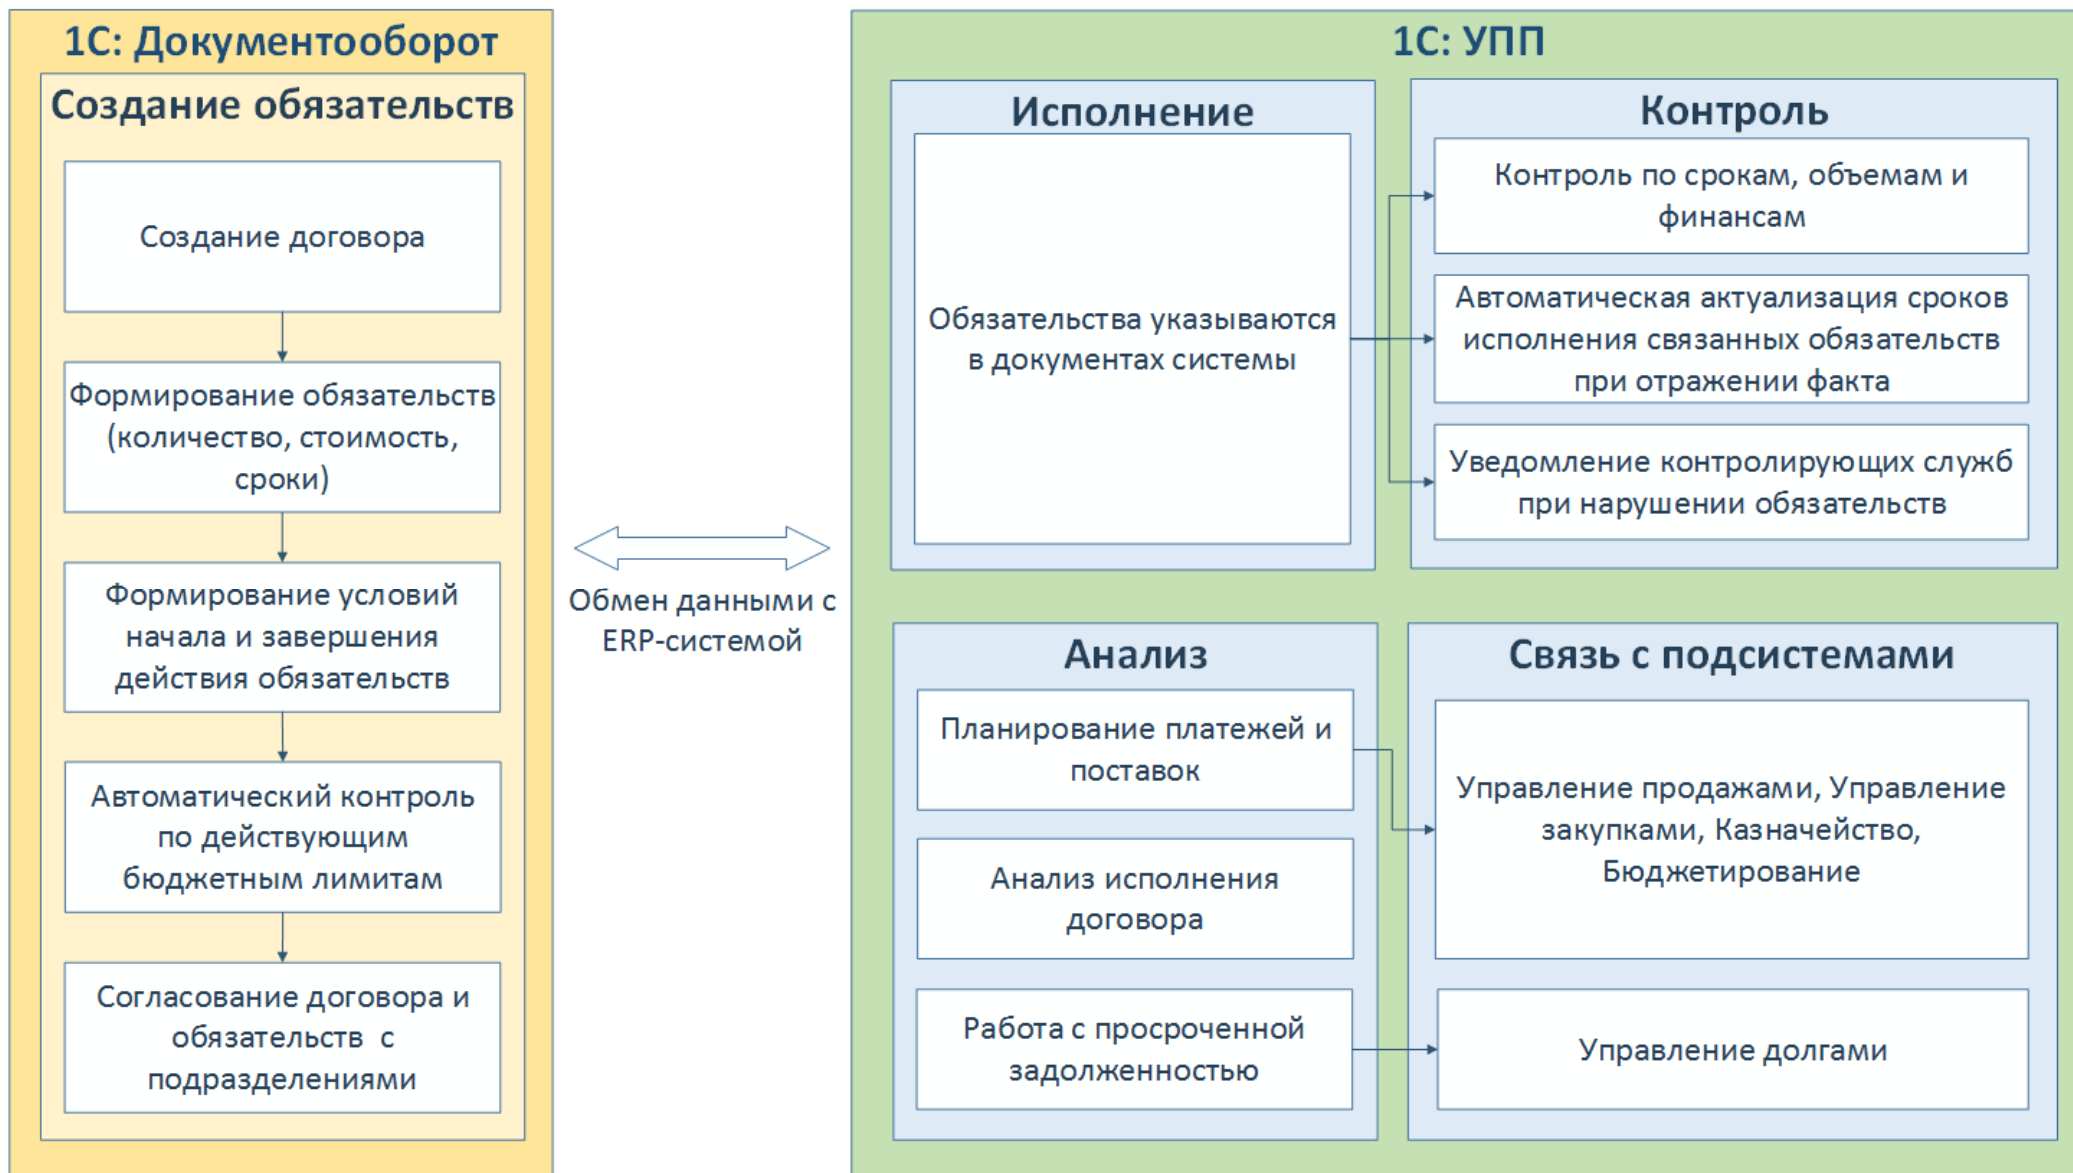 1С: Документооборот
Создание обязательств
Создание договора
Формирование обязательств
(количество, стоимость,
сроки)
Формирование условий
начала и завершения
действия обязательств
Автоматический контроль
по действующим
бюджетным лимитам
Согласование договора и
обязательств с
подразделениями
Обмен данными с
ERP-системой
1С: УПП
Исполнение
Обязательства указываются
в документах системы
Контроль
Контроль по срокам, объемам и
финансам
Автоматическая актуализация сроков
исполнения связанных обязательств
при отражении факта
Уведомление контролирующих служб
при нарушении обязательств
Анализ
Планирование платежей и
поставок
Анализ исполнения
договора
Работа с просроченной
задолженностью
Связь с подсистемами
Управление продажами, Управление
закупками, Казначейство,
Бюджетирование
Управление долгами